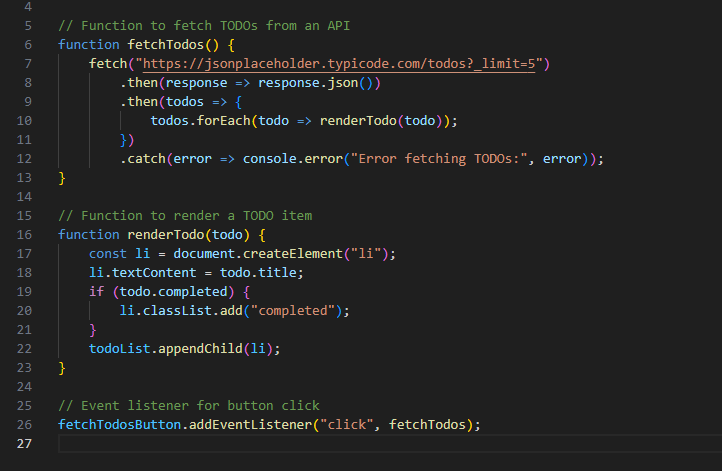 4
5 // Function to fetch TODOs from an API
6 function fetchTodos() {
7     fetch("https://jsonplaceholder.typicode.com/todos?_limit=5")
8         .then(response => response.json())
9         .then(todos => {
10             todos.forEach(todo => renderTodo(todo));
11         })
12         .catch(error => console.error("Error fetching TODOs:", error));
13 }
14
15 // Function to render a TODO item
16 function renderTodo(todo) {
17     const li = document.createElement("li");
18     li.textContent = todo.title;
19     if (todo.completed) {
20         li.classList.add("completed");
21     }
22     todoList.appendChild(li);
23 }
24
25 // Event listener for button click
26 fetchTodosButton.addEventListener("click", fetchTodos);
27